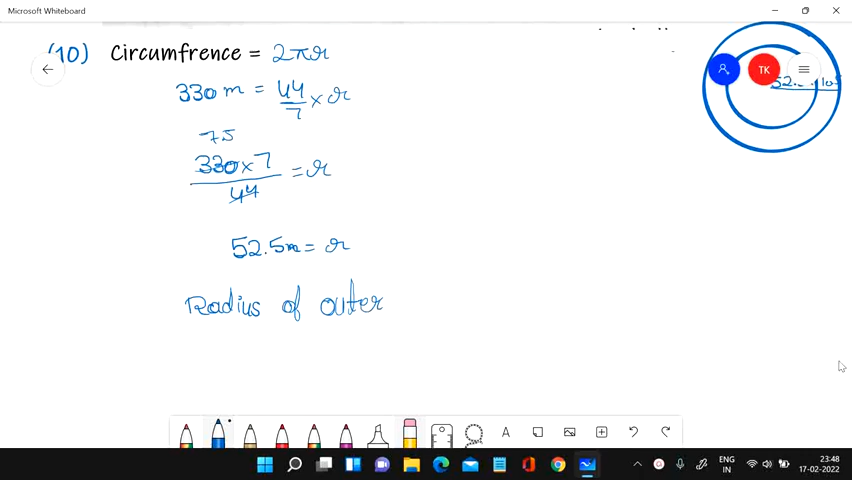 Microsoft Whiteboard
(10) Circumfrence = 2πr
330 m = 44/7 × r
75
330 × 7 / 44 = r
52.5m = r
Radius of outer
TK
A
ENG
IN
23:48
17-02-2022